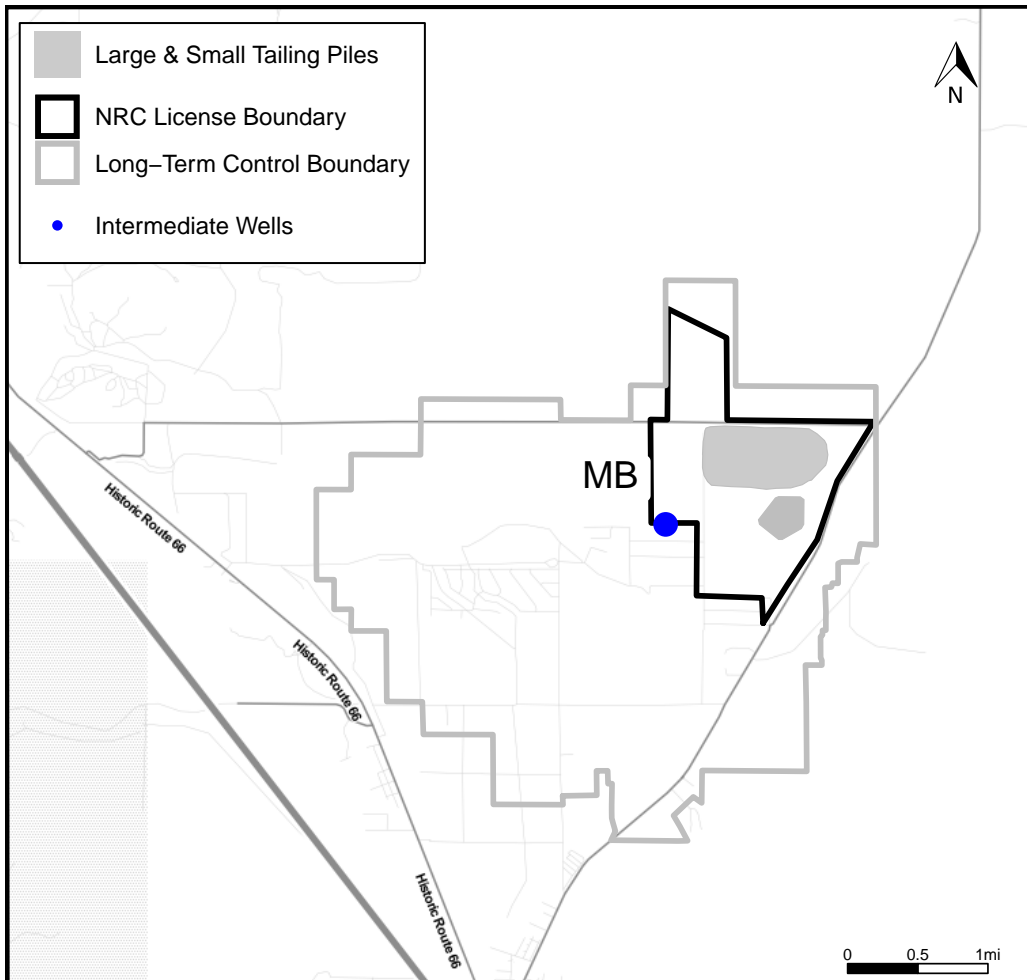 Large & Small Tailing Piles
NRC License Boundary
Long−Term Control Boundary
Intermediate Wells
N
MB
Historic Route 66
Historic Route 66
Historic Route 66
0 0.5 1mi